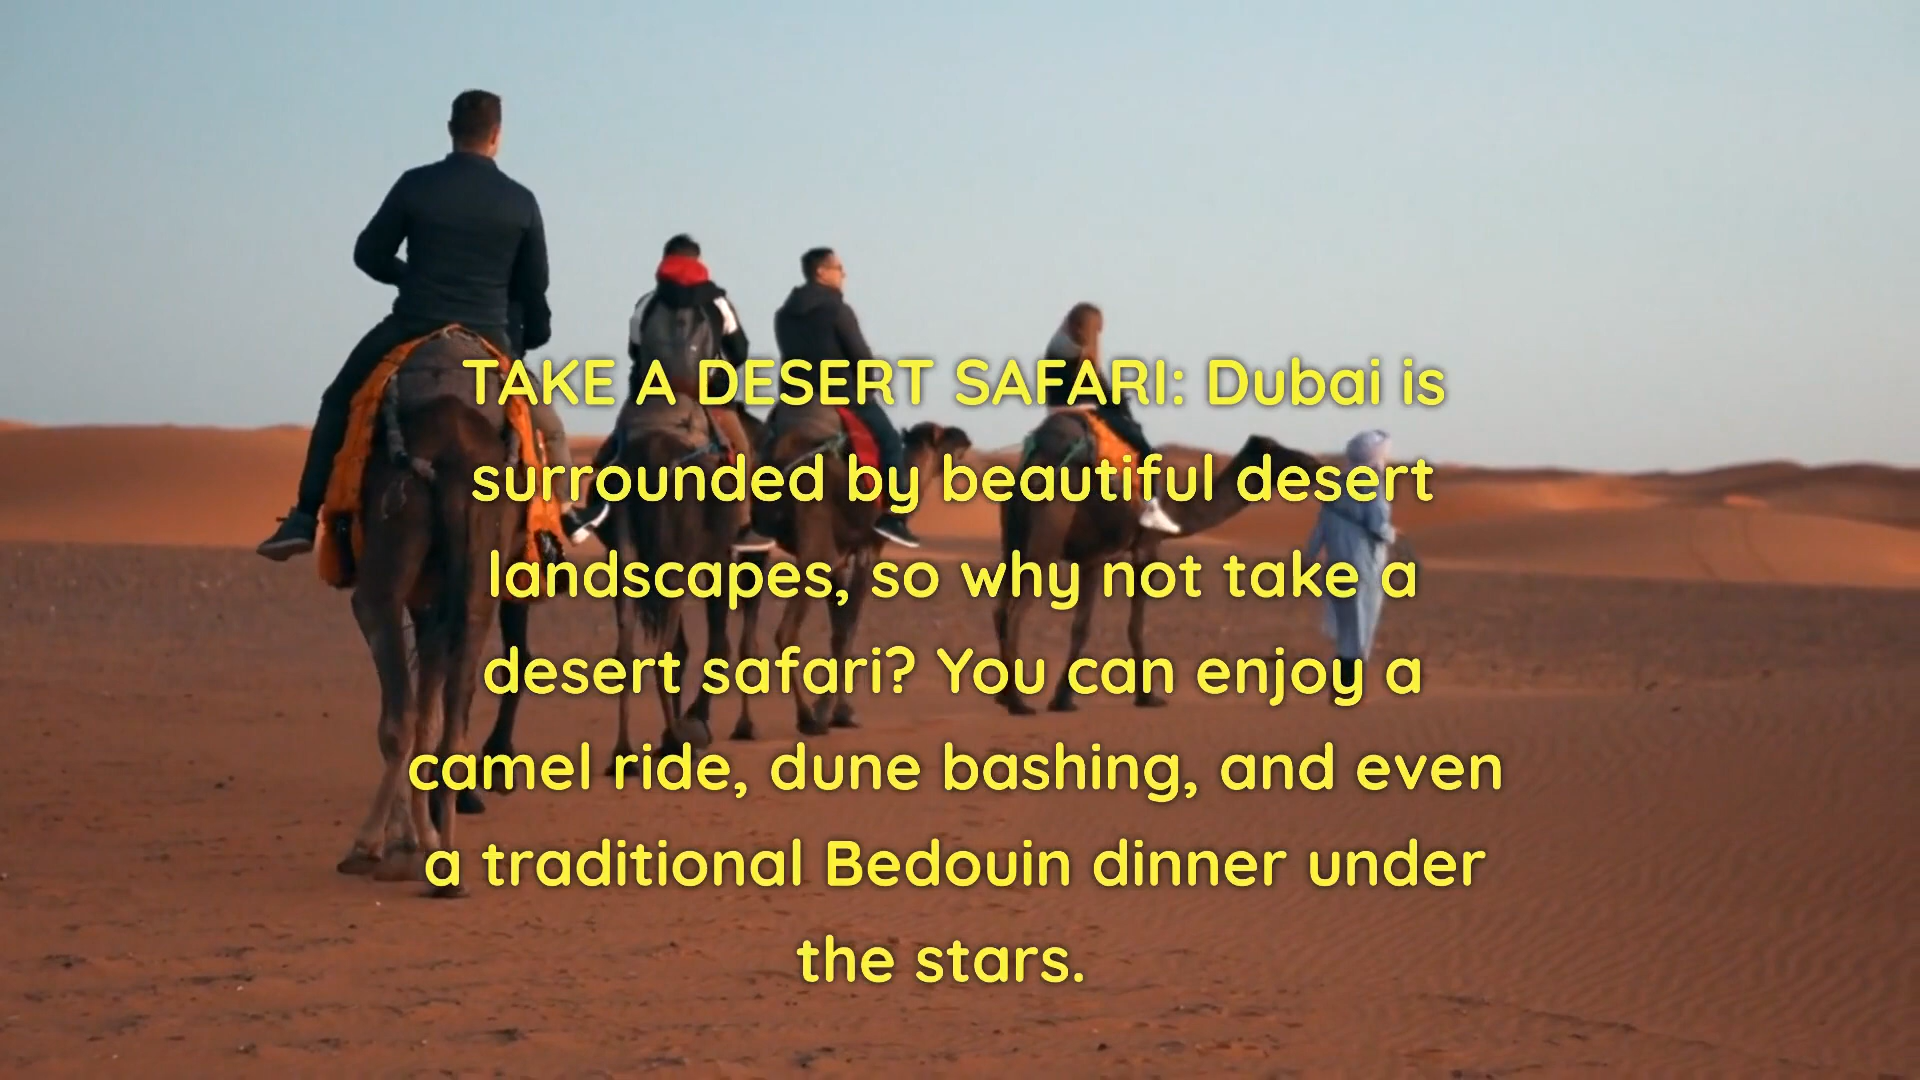 TAKE A DESERT SAFARI: Dubai is
surrounded by beautiful desert
landscapes, so why not take a
desert safari? You can enjoy a
camel ride, dune bashing, and even
a traditional Bedouin dinner under
the stars.